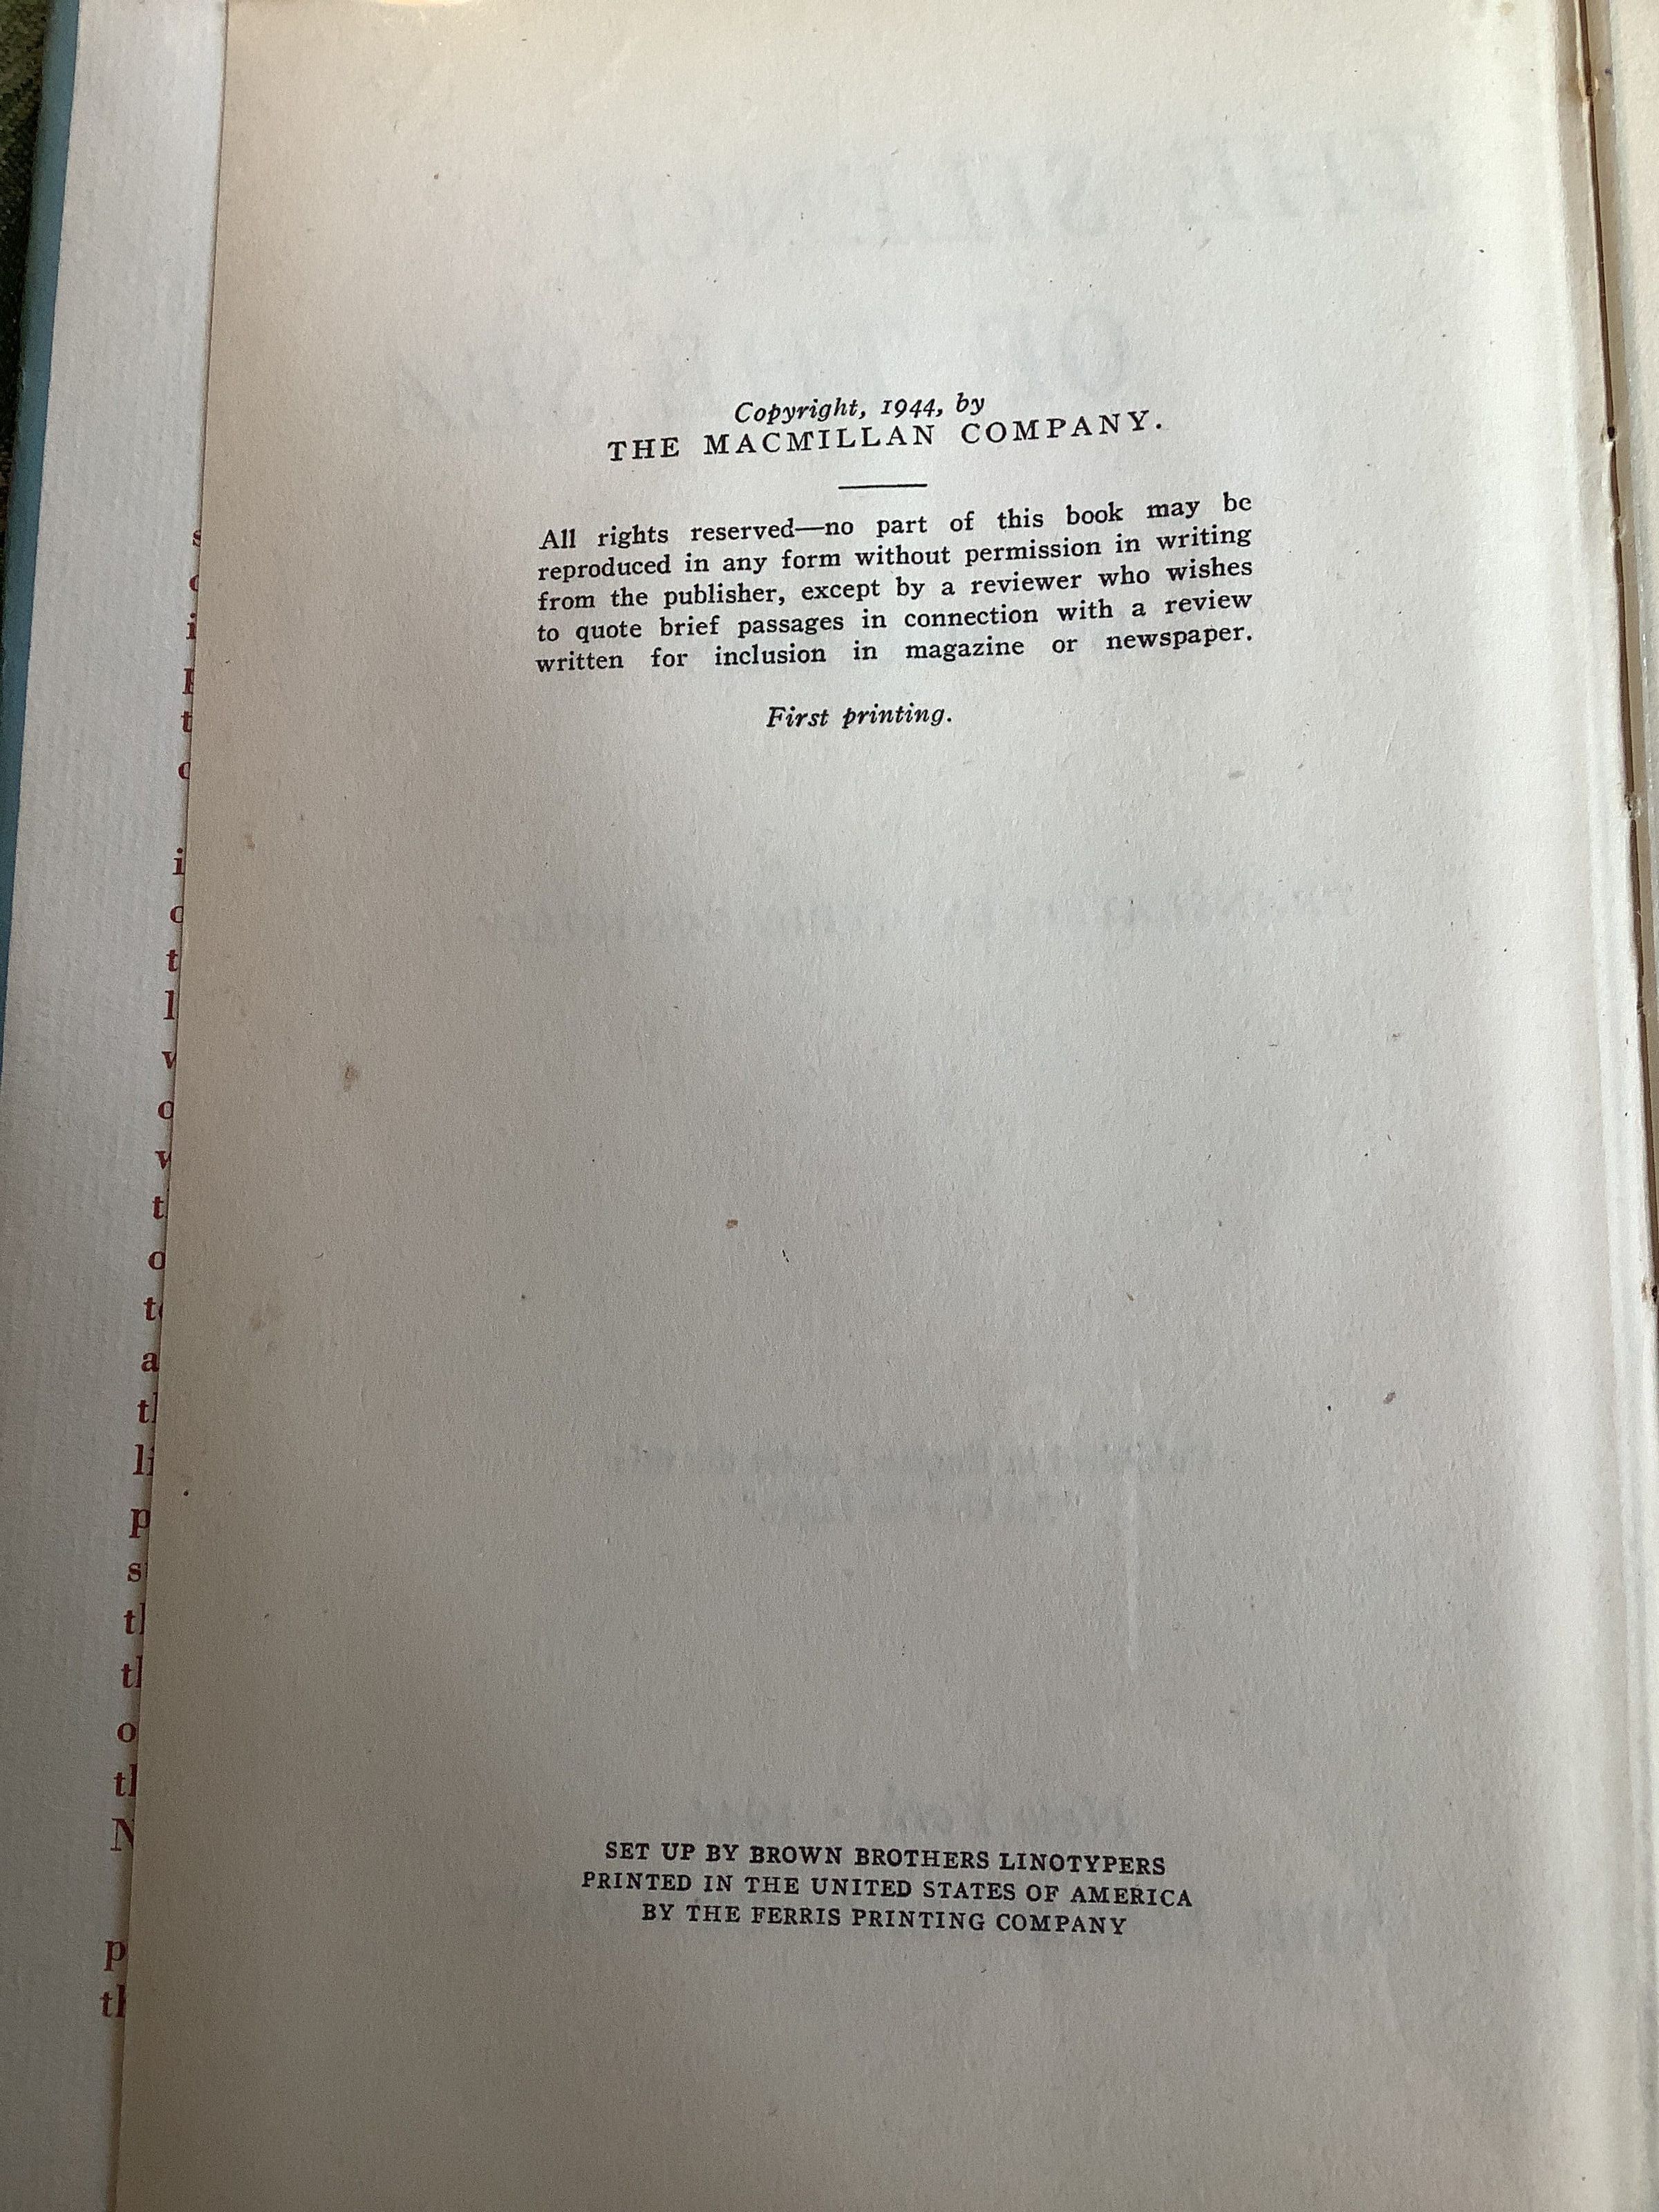 Copyright, 1944, by
THE MACMILLAN COMPANY.
All rights reserved—no part of this book may be
reproduced in any form without permission in writing
from the publisher, except by a reviewer who wishes
to quote brief passages in connection with a review
written for inclusion in magazine or newspaper.
First printing.
SET UP BY BROWN BROTHERS LINOTYPERS
PRINTED IN THE UNITED STATES OF AMERICA
BY THE FERRIS PRINTING COMPANY